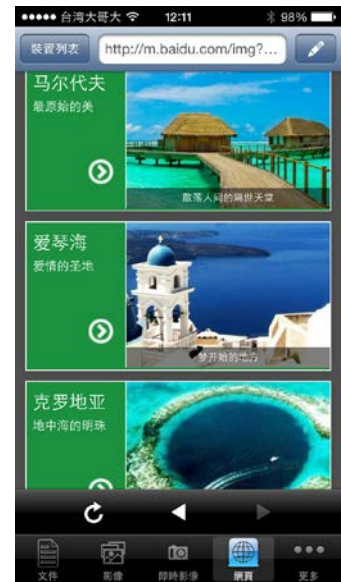 台湾大哥大 12:11 98%
裝置列表 http://m.baidu.com/img?...
马尔代夫
最原始的美
散落人间的隔世天堂
爱琴海
爱情的圣地
梦开始的地方
克罗地亚
地中海的明珠
文件 影像 即時影像 網頁 更多